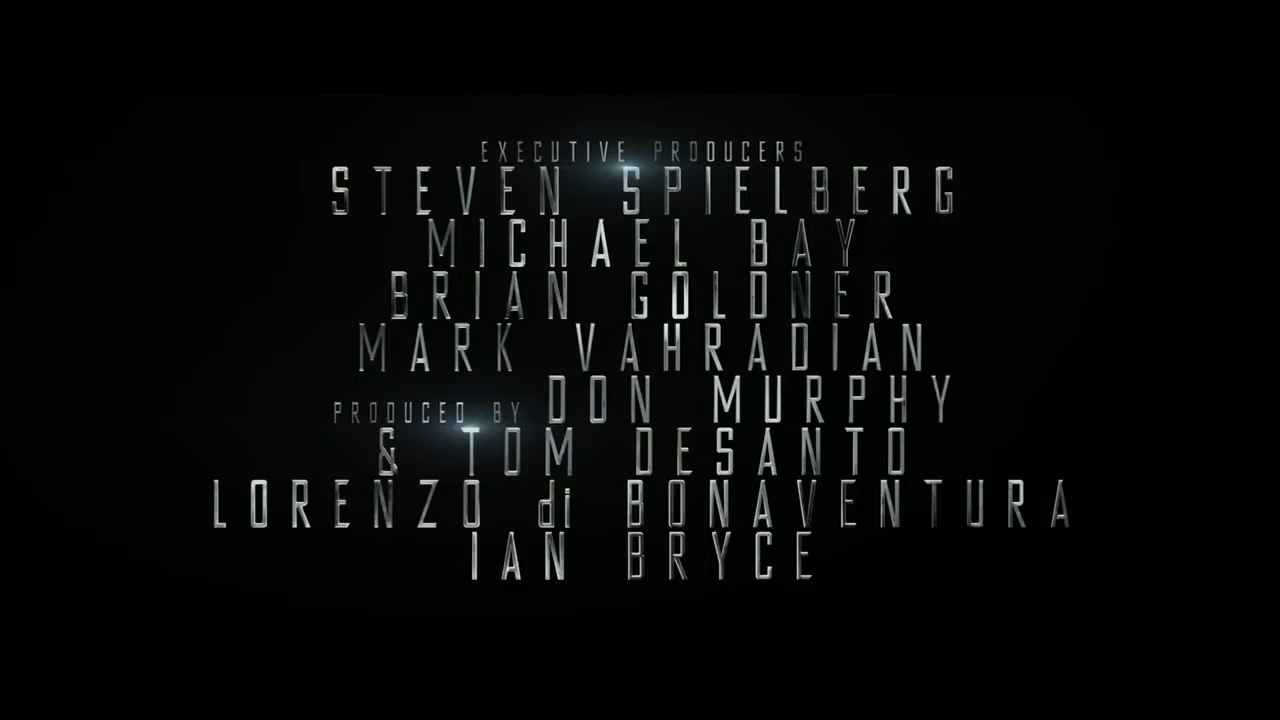 EXECUTIVE PRODUCERS
STEVEN SPIELBERG
MICHAEL BAY
BRIAN GOLDNER
MARK VAHRADIAN
PRODUCED BY DON MURPHY
& TOM DESANTO
LORENZO di BONAVENTURA
IAN BRYCE